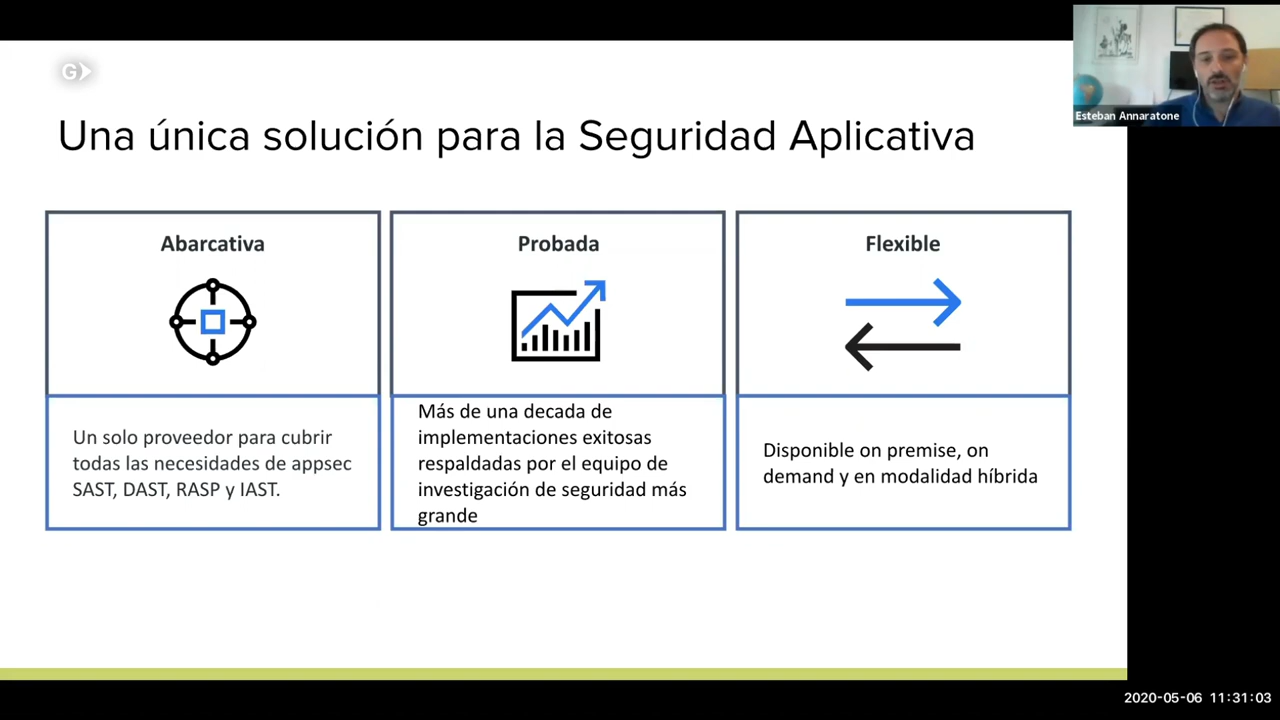 G
Una única solución para la Seguridad Aplicativa
Abarcativa
Un solo proveedor para cubrir
todas las necesidades de appsec
SAST, DAST, RASP y IAST.
Probada
Más de una decada de
implementaciones exitosas
respaldadas por el equipo de
investigación de seguridad más
grande
Flexible
Disponible on premise, on
demand y en modalidad híbrida
Esteban Annaratone
2020-05-06 11:31:03